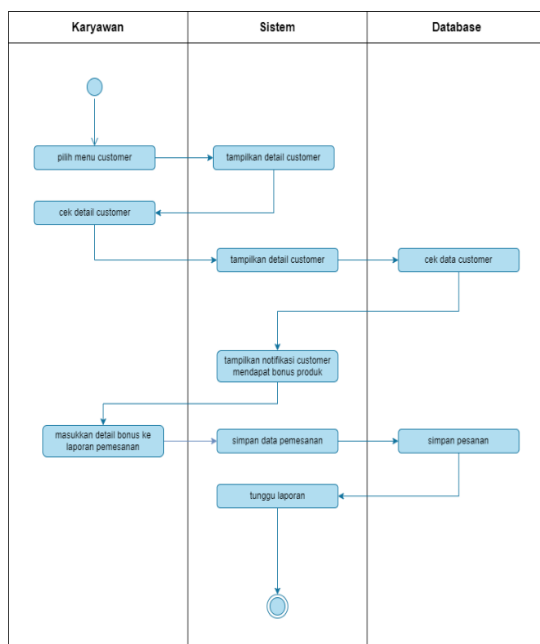 Karyawan
Sistem
Database
pilih menu customer
tampilkan detail customer
cek detail customer
tampilkan detail customer
cek data customer
tampilkan notifikasi customer
mendapat bonus produk
masukkan detail bonus ke
laporan pemesanan
simpan data pemesanan
simpan pesanan
tunggu laporan